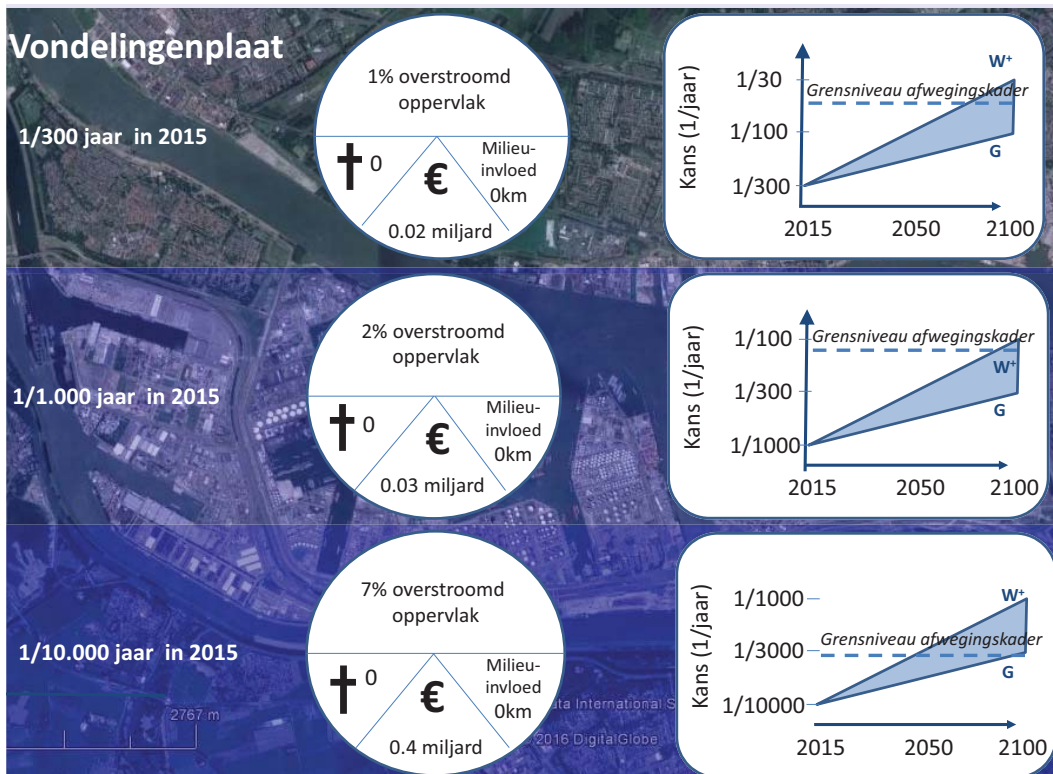 Vondelingenplaat
1/300 jaar in 2015
1% overstroomd
oppervlak
0
€
Milieu-
invloed
0km
0.02 miljard
Kans (1/jaar)
1/30
1/100
1/300
Grensniveau afwegingskader
W+
G
2015 2050 2100
1/1.000 jaar in 2015
2% overstroomd
oppervlak
0
€
Milieu-
invloed
0km
0.03 miljard
Kans (1/jaar)
1/100
1/300
1/1000
Grensniveau afwegingskader
W+
G
2015 2050 2100
1/10.000 jaar in 2015
7% overstroomd
oppervlak
0
€
Milieu-
invloed
0km
0.4 miljard
Kans (1/jaar)
1/1000
1/3000
1/10000
Grensniveau afwegingskader
W+
G
2015 2050 2100
2767 m
ata International S
2016 DigitalGlobe